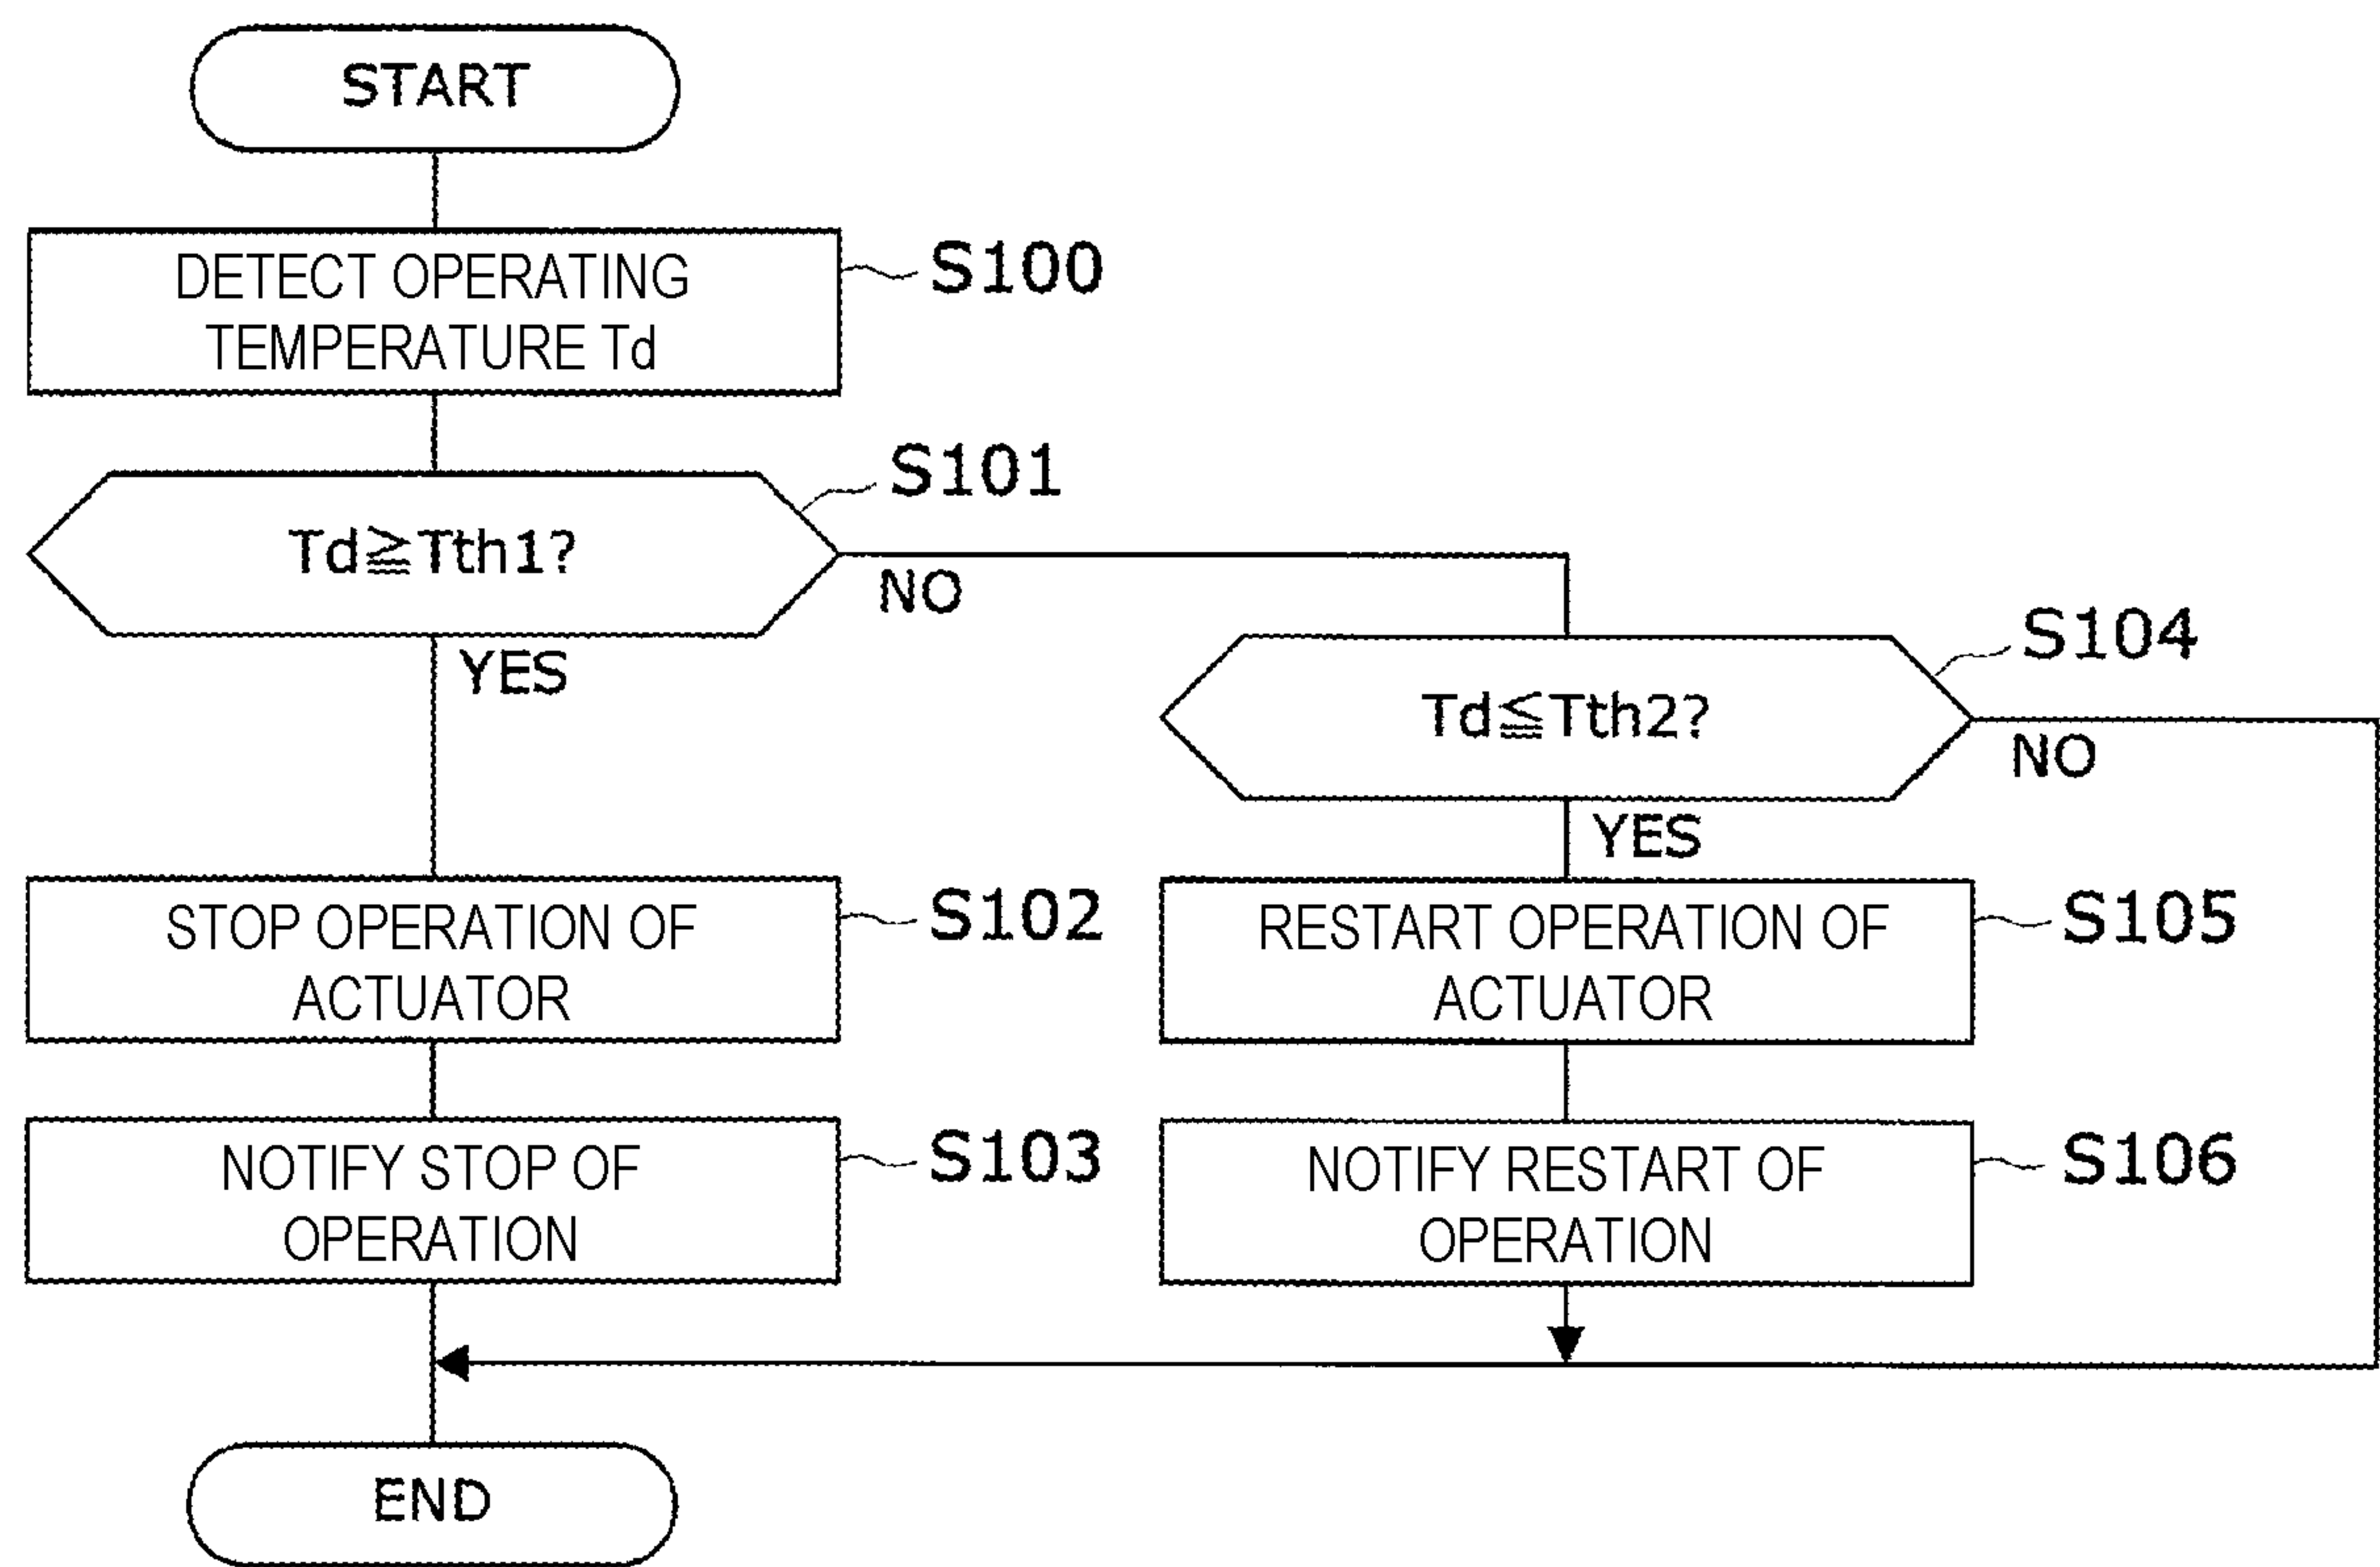 START
DETECT OPERATING
TEMPERATURE Td
S100
Td≧Tth1?
S101
NO
YES
Td≦Tth2?
S104
NO
YES
STOP OPERATION OF
ACTUATOR
S102
RESTART OPERATION OF
ACTUATOR
S105
NOTIFY STOP OF
OPERATION
S103
NOTIFY RESTART OF
OPERATION
S106
END